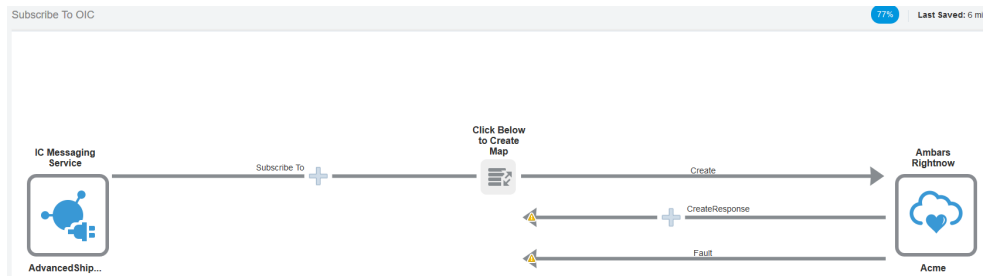 Subscribe To OIC
77%
Last Saved: 6 mi
Click Below
to Create
Map
IC Messaging
Service
Subscribe To
Create
Ambars
Rightnow
CreateResponse
Fault
AdvancedShip...
Acme